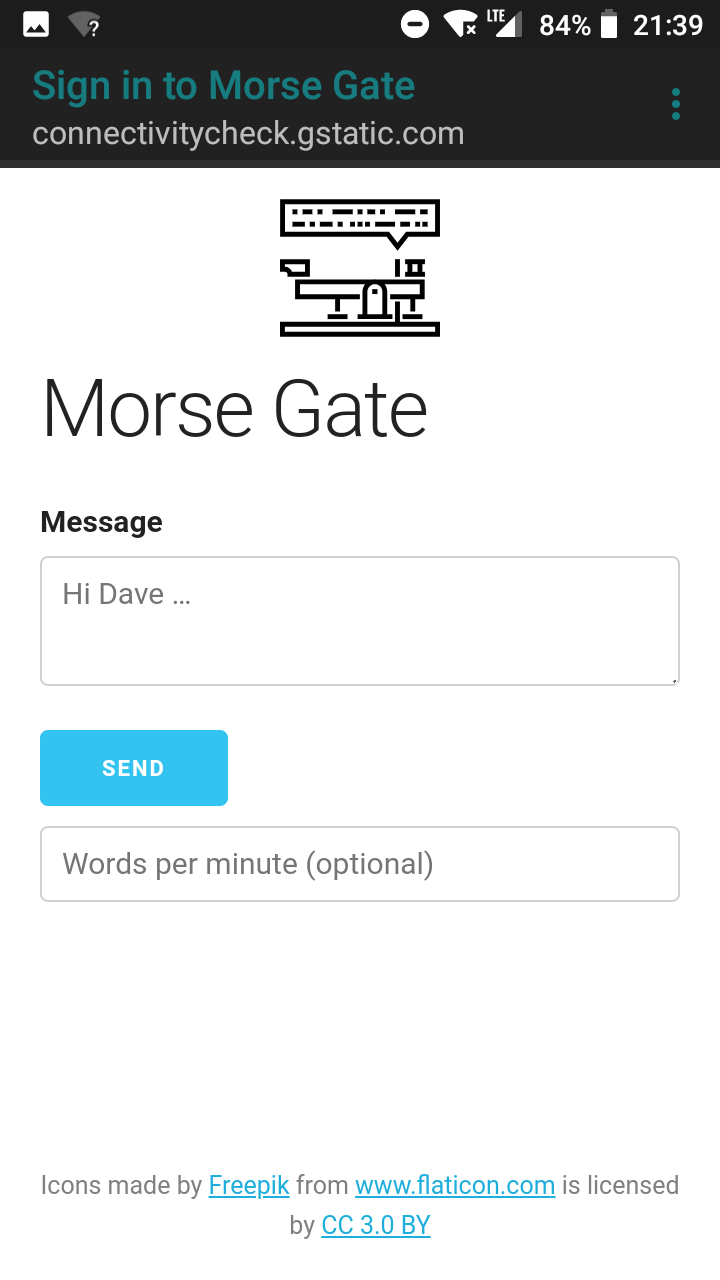 LTE 84% 21:39
Sign in to Morse Gate
connectivitycheck.gstatic.com
Morse Gate
Message
Hi Dave ...
SEND
Words per minute (optional)
Icons made by Freepik from www.flaticon.com is licensed
by CC 3.0 BY